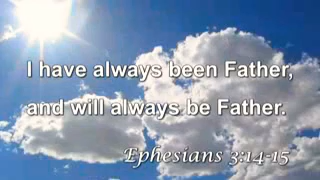 I have always been Father,
and will always be Father.
Ephesians 3:14-15